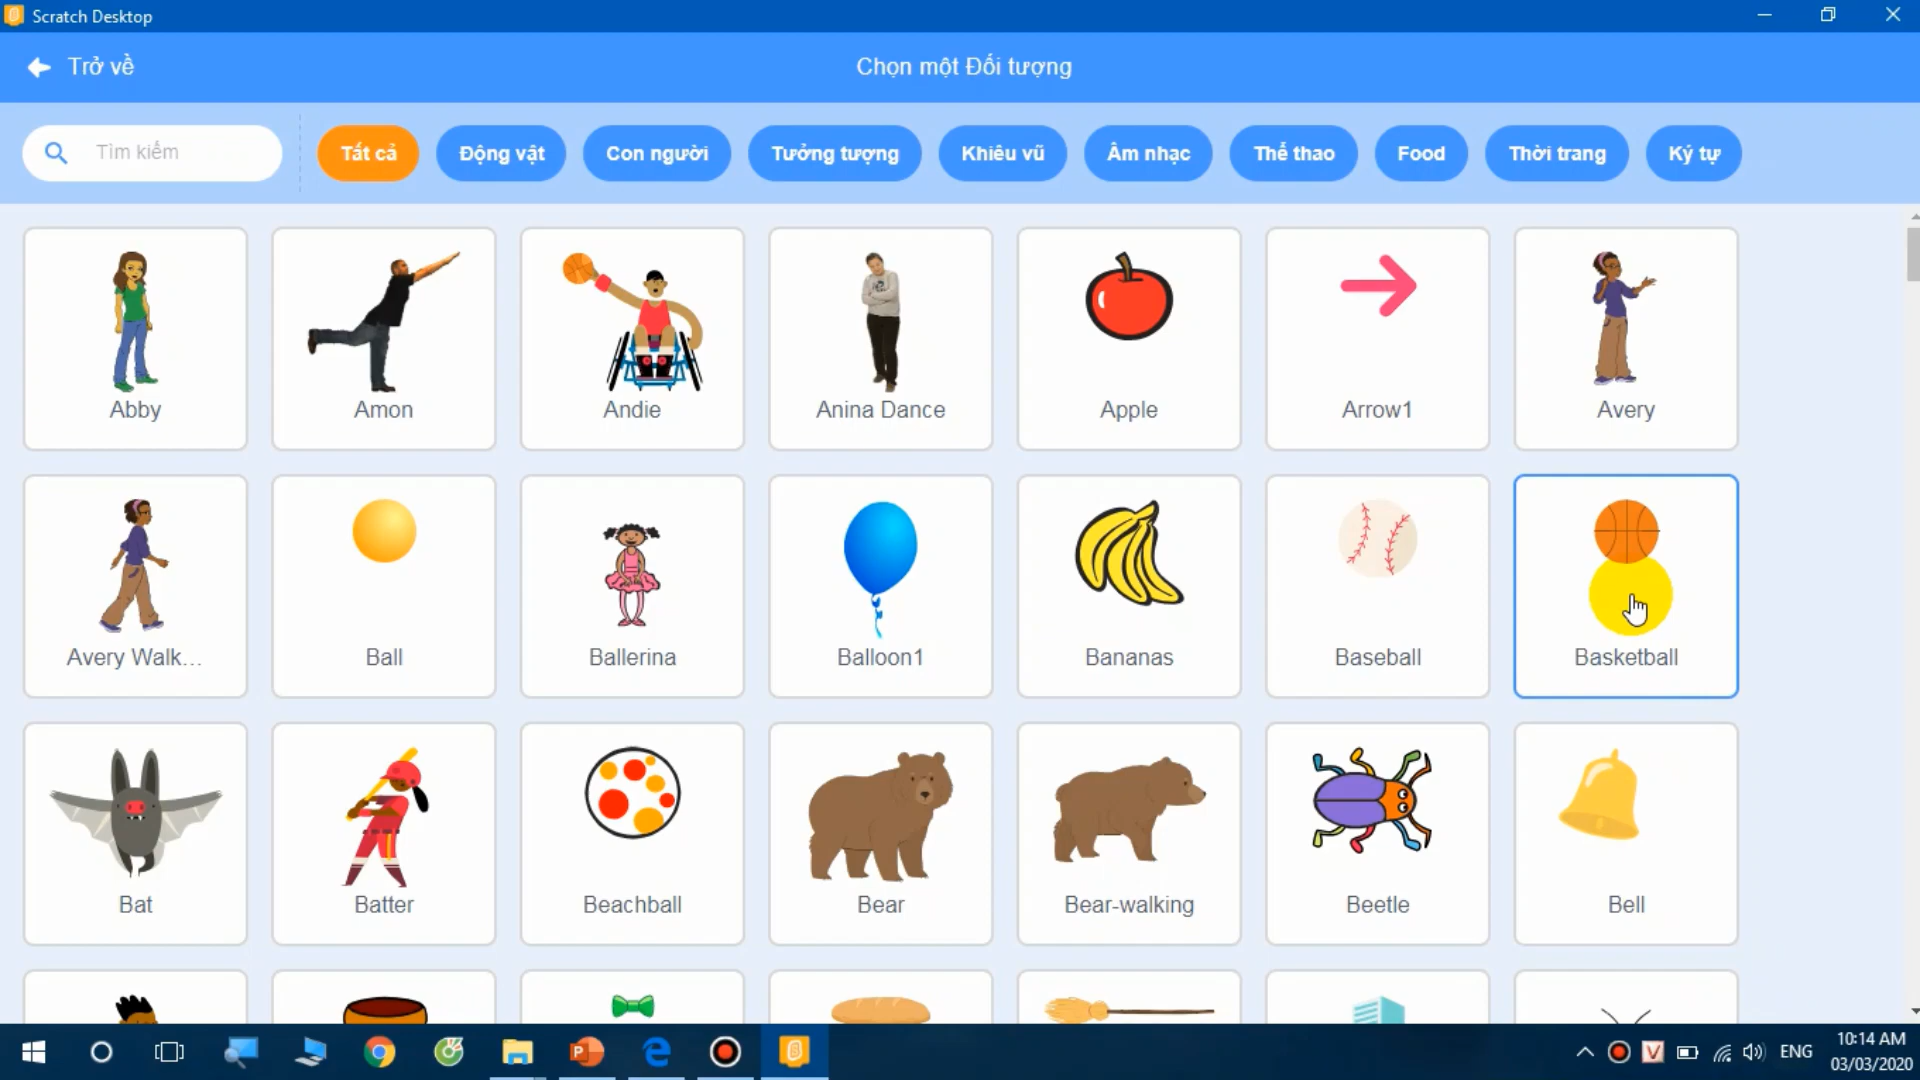 Scratch Desktop
Trở về
Chọn một Đối tượng
Tìm kiếm
Tất cả
Động vật
Con người
Tưởng tượng
Khiêu vũ
Âm nhạc
Thể thao
Food
Thời trang
Ký tự
Abby
Amon
Andie
Anina Dance
Apple
Arrow1
Avery
Avery Walk...
Ball
Ballerina
Balloon1
Bananas
Baseball
Basketball
Bat
Batter
Beachball
Bear
Bear-walking
Beetle
Bell
ENG
10:14 AM
03/03/2020